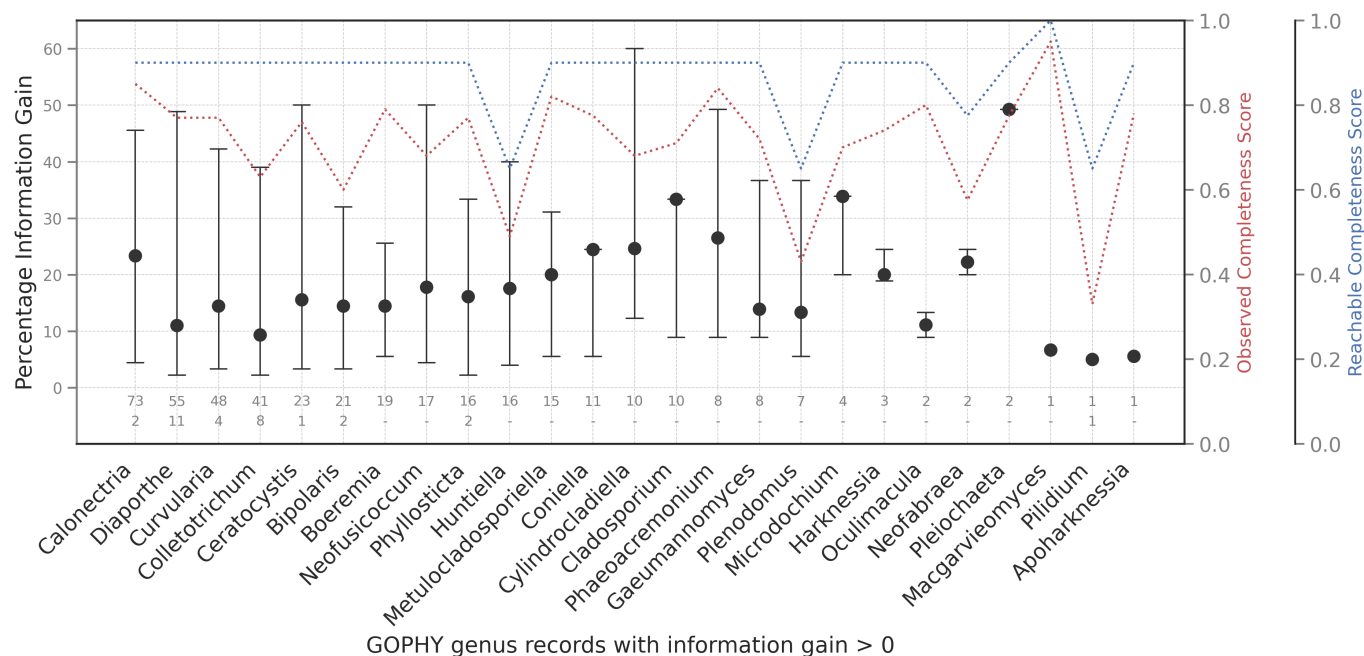 Percentage Information Gain
60
50
40
30
20
10
0
73 55 48 41 23 21 19 17 16 16 15 11 10 10 8 8 7 4 3 2 2 2 1 1 1
2 11 4 8 1 2 - - 2 - - - - - - - - - - - - - - 1 -
1.0
0.8
0.6
0.4
0.2
0.0
Observed Completeness Score
1.0
0.8
0.6
0.4
0.2
0.0
Reachable Completeness Score
Calonectria
Diaporthe
Curvularia
Colletotrichum
Ceratocystis
Bipolaris
Boeremia
Neofusicoccum
Phyllosticta
Huntiella
Metulocladosporiella
Coniella
Cylindrocladiella
Cladosporium
Phaeoacremonium
Gaeumannomyces
Plenodomus
Microdochium
Harknessia
Oculimacula
Neofabraea
Pleiochaeta
Macgarvieomyces
Pilidium
Apoharknessia
GOPHY genus records with information gain > 0